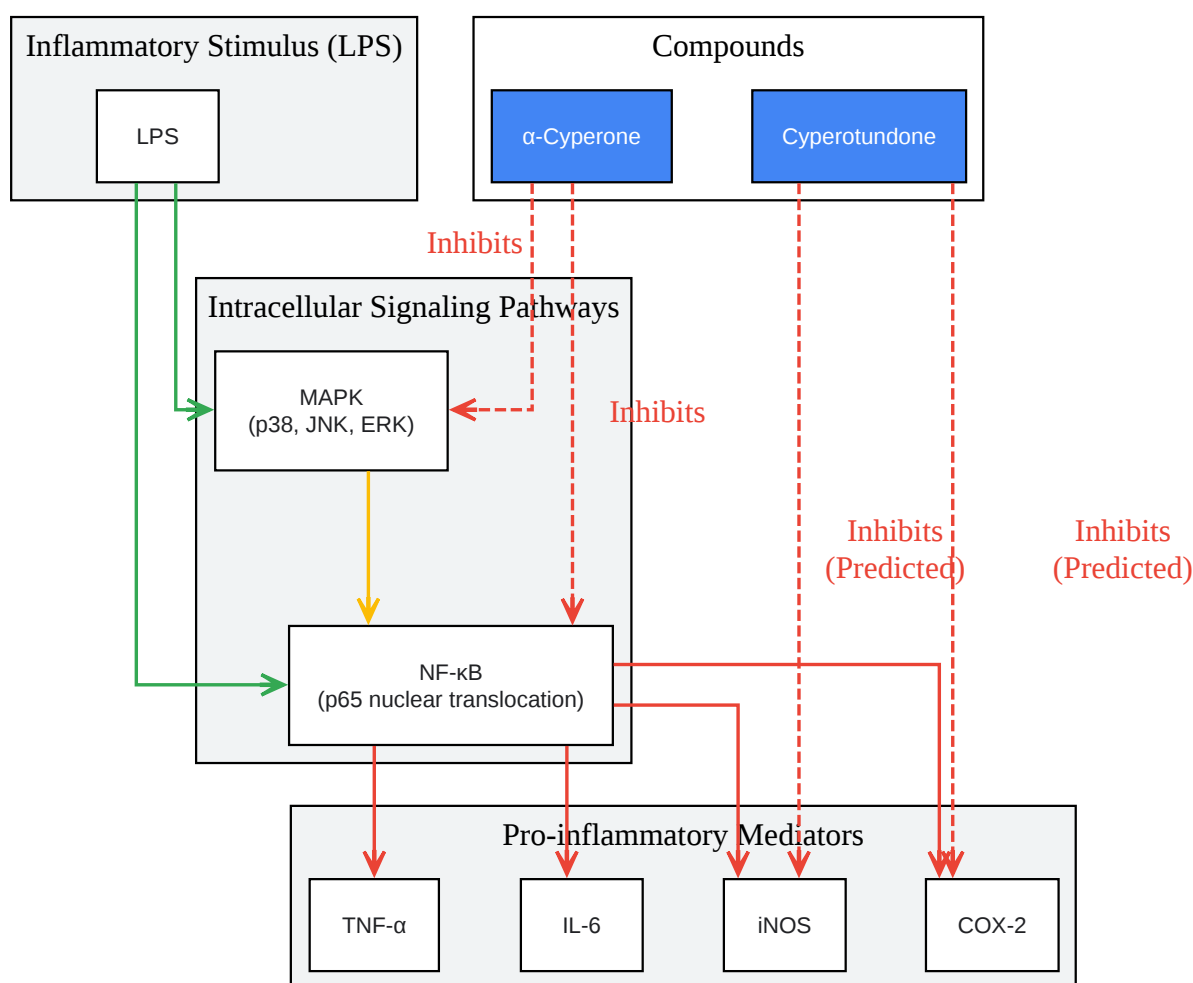 Inflammatory Stimulus (LPS)
Compounds
LPS
α-Cyperone
Cyperotundone
Inhibits
Intracellular Signaling Pathways
MAPK
(p38, JNK, ERK)
Inhibits
Inhibits
(Predicted)
Inhibits
(Predicted)
NF-κB
(p65 nuclear translocation)
Pro-inflammatory Mediators
TNF-α
IL-6
iNOS
COX-2